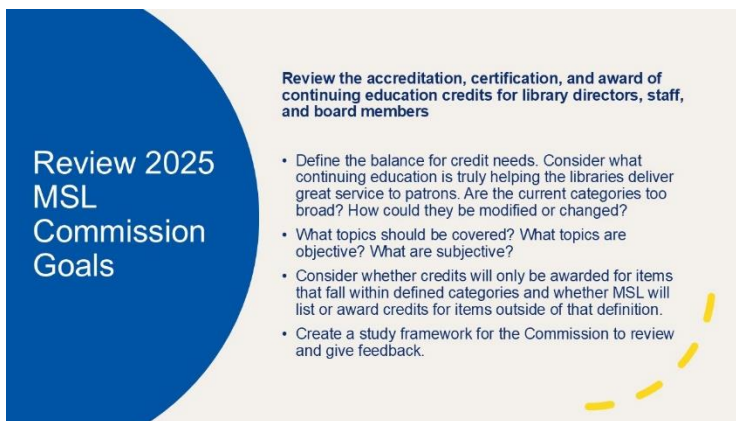 Review 2025
MSL
Commission
Goals
Review the accreditation, certification, and award of
continuing education credits for library directors, staff,
and board members
• Define the balance for credit needs. Consider what
continuing education is truly helping the libraries deliver
great service to patrons. Are the current categories too
broad? How could they be modified or changed?
• What topics should be covered? What topics are
objective? What are subjective?
• Consider whether credits will only be awarded for items
that fall within defined categories and whether MSL will
list or award credits for items outside of that definition.
• Create a study framework for the Commission to review
and give feedback.